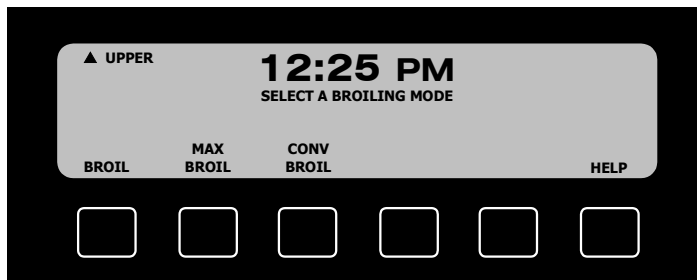 ▲ UPPER
12:25 PM
SELECT A BROILING MODE
BROIL
MAX
BROIL
CONV
BROIL
HELP